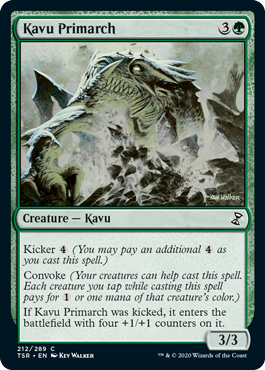 Kavu Primarch 3
KEV WALKER
Creature — Kavu
Kicker 4 (You may pay an additional 4 as
you cast this spell.)
Convoke (Your creatures can help cast this spell.
Each creature you tap while casting this spell
pays for 1 or one mana of that creature's color.)
If Kavu Primarch was kicked, it enters the
battlefield with four +1/+1 counters on it.
3/3
212/289 C
TSR • EN Kev Walker ™ & © 2020 Wizards of the Coast